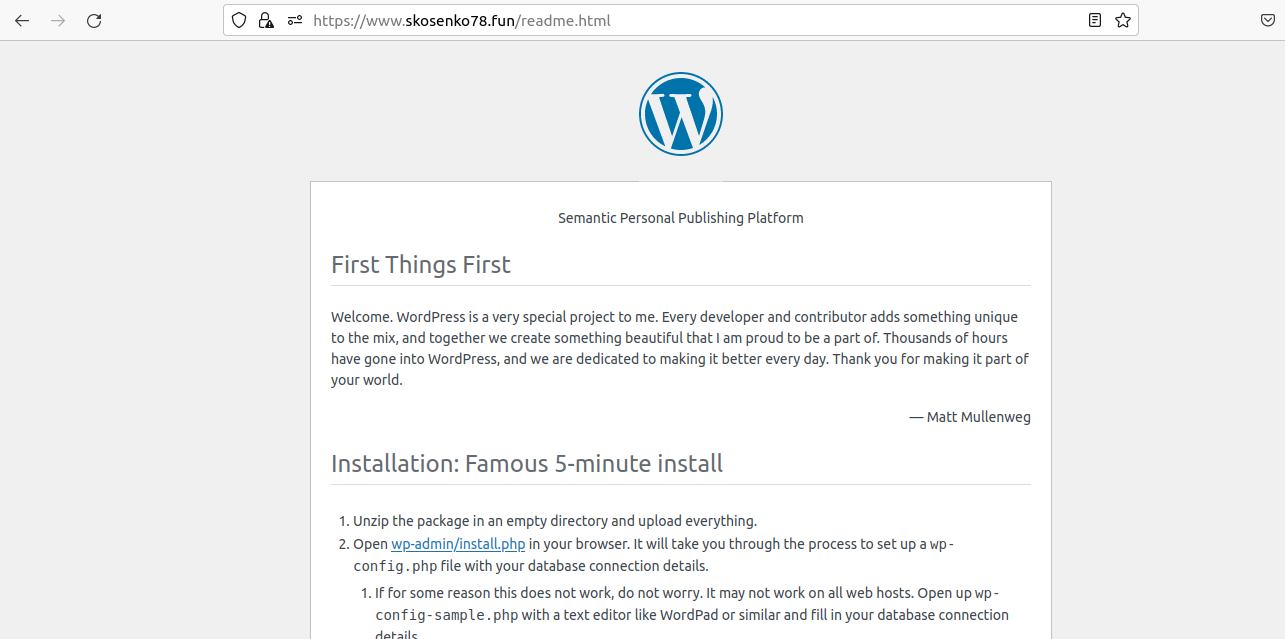 https://www.skosenko78.fun/readme.html
Semantic Personal Publishing Platform
First Things First
Welcome. WordPress is a very special project to me. Every developer and contributor adds something unique
to the mix, and together we create something beautiful that I am proud to be a part of. Thousands of hours
have gone into WordPress, and we are dedicated to making it better every day. Thank you for making it part of
your world.
— Matt Mullenweg
Installation: Famous 5-minute install
1. Unzip the package in an empty directory and upload everything.
2. Open wp-admin/install.php in your browser. It will take you through the process to set up a wp-
config.php file with your database connection details.
1. If for some reason this does not work, do not worry. It may not work on all web hosts. Open up wp-
config-sample.php with a text editor like WordPad or similar and fill in your database connection
details.